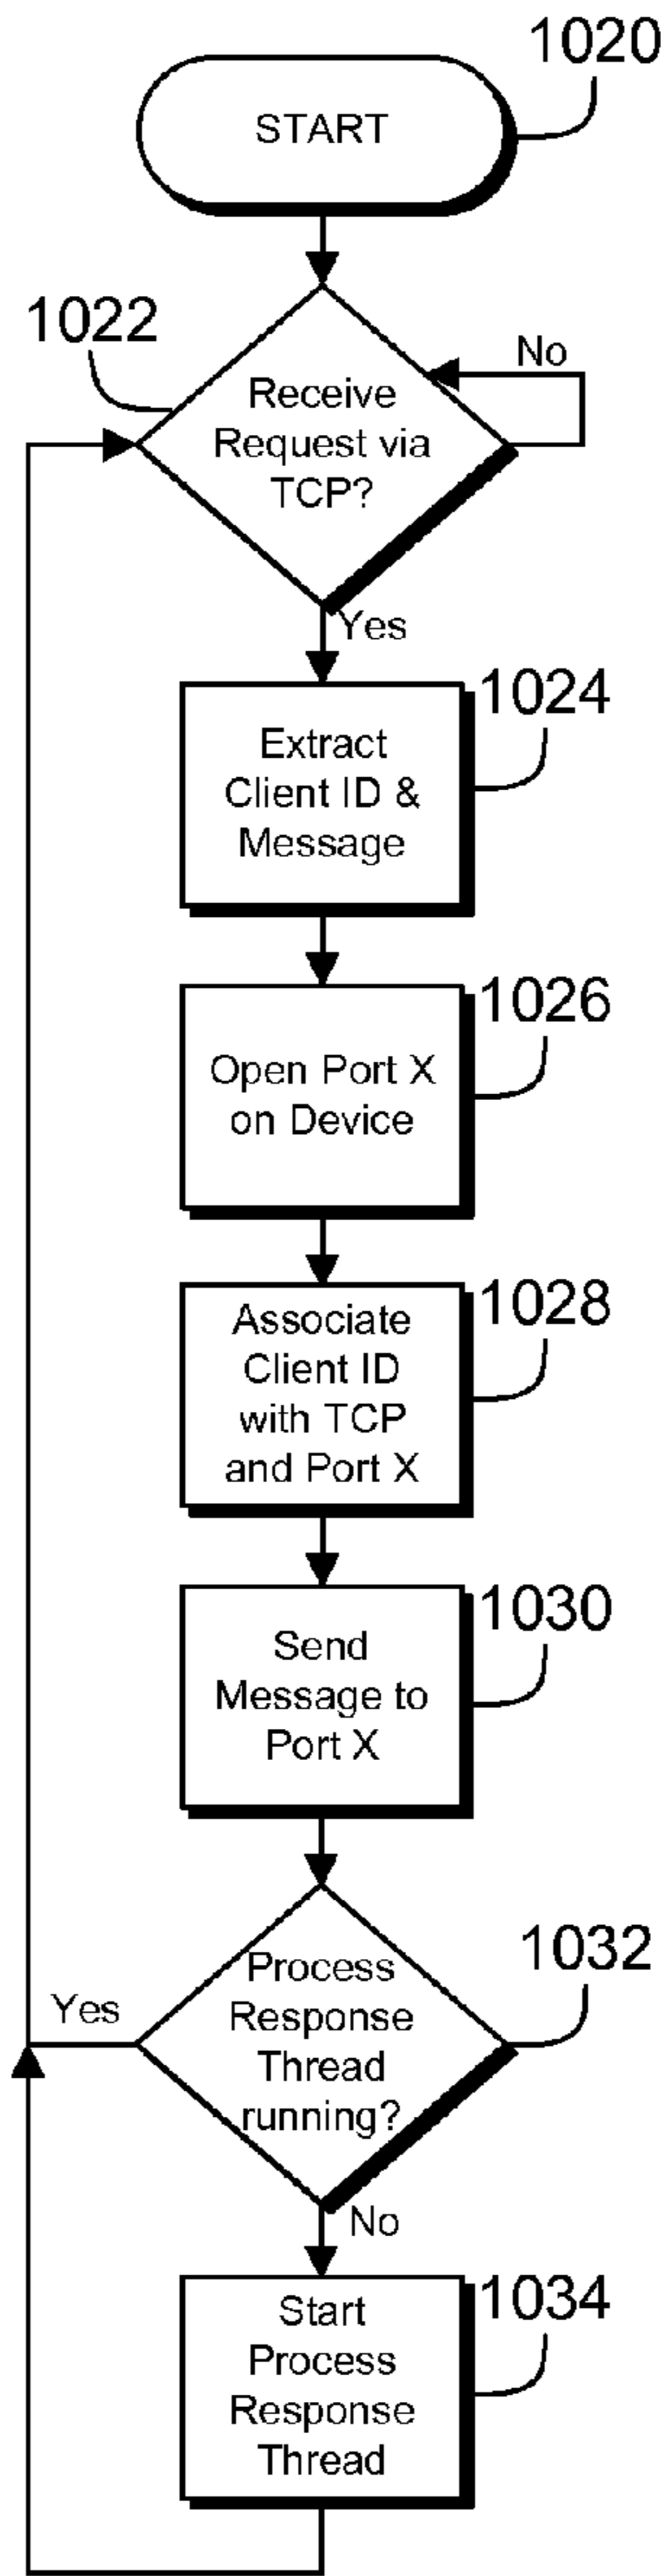 1020
START
1022
No
Receive
Request via
TCP?
Yes
1024
Extract
Client ID &
Message
1026
Open Port X
on Device
1028
Associate
Client ID
with TCP
and Port X
1030
Send
Message to
Port X
1032
Process
Response
Thread
running?
Yes
No
1034
Start
Process
Response
Thread